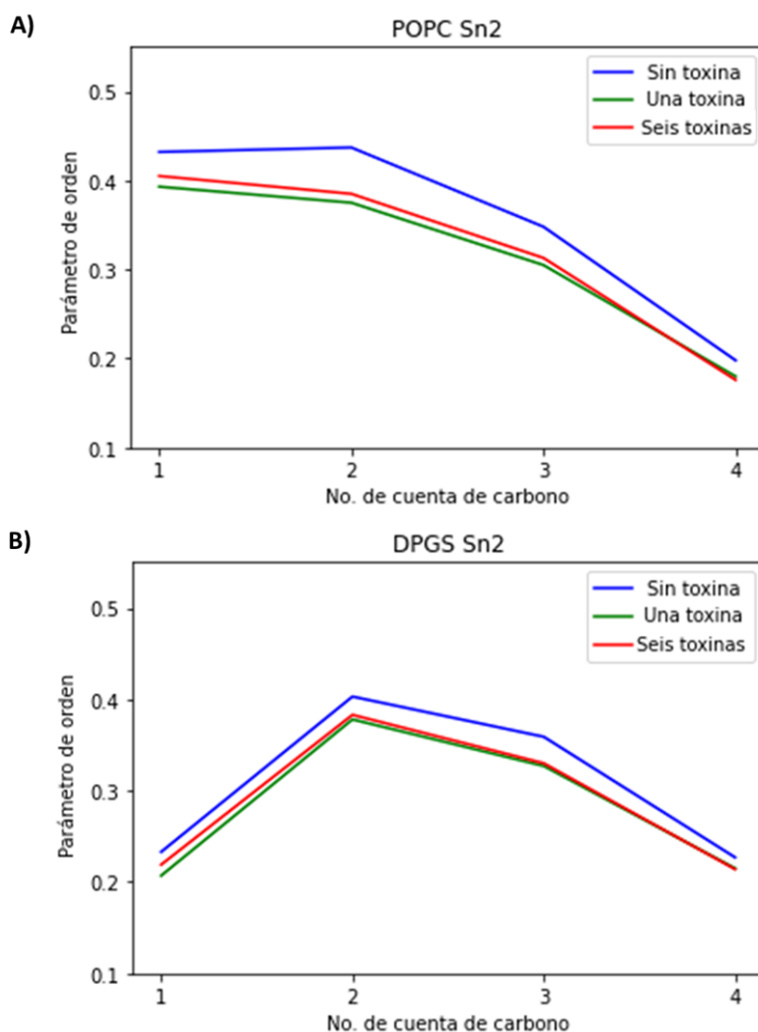 A)
POPC Sn2
Sin toxina
Una toxina
Seis toxinas
Parámetro de orden
0.5
0.4
0.3
0.2
0.1
1 2 3 4
No. de cuenta de carbono
B)
DPGS Sn2
Sin toxina
Una toxina
Seis toxinas
Parámetro de orden
0.5
0.4
0.3
0.2
0.1
1 2 3 4
No. de cuenta de carbono